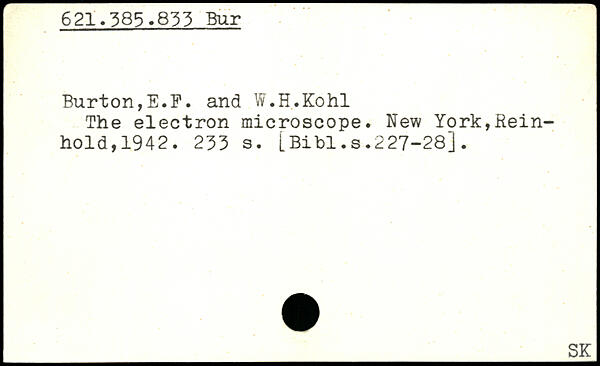 621.385.833 Bur
Burton,E.F. and W.H.Kohl
The electron microscope. New York,Rein-
hold,1942. 233 s. [Bibl.s.227-28].
SK